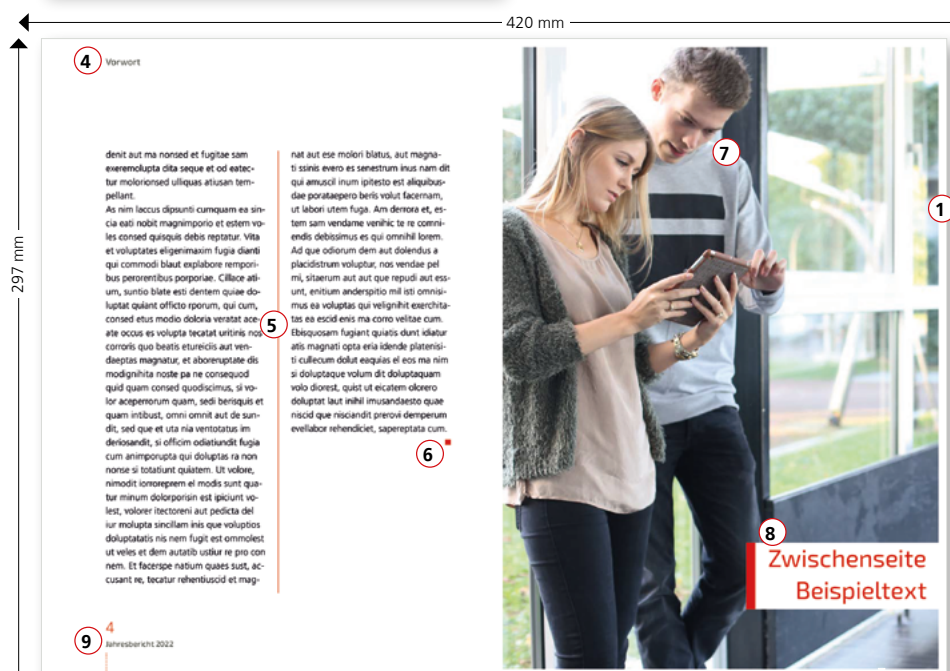 420 mm
297 mm
4
Vorwort
denit aut ma nonsed et fugitae sam
exeremolupta dita seque et od eatec-
tur molorionsed ulliquas atiusan tem-
pellant.
As nim laccus dipsunti cumquam ea sin-
cia eati nobit magnimporio et estem vo-
les consed quisquis debis reptatur. Vita
et voluptates eligenimaxim fugia dianti
qui commodi blaut explabore rempori-
bus perorentibus porporiae. Cillace ati-
um, suntio blate esti dentem quiae do-
luptat quiant officto rporum, qui cum,
consed etus modio doloria veratat ace-
ate occus es volupta tecatat uritinis nos
corroris quo beatis etureiciis aut ven-
daeptas magnatur, et aborenuptate dis
modignihita noste pa ne consequod
quid quam consed quodiscimus, si vo-
lor aceperrorum quam, sedi berisquis et
quam intibust, omni omnit aut de sun-
dit, sed que et uta nia ventotatus im
deriosandit, si officim odiatiundit fugia
cum animporupta qui doluptas ra non
nonse si totatiunt quiatem. Ut volore,
nimodit iorroreprem el modis sunt qua-
tur minum dolorporisin est ipiciunt vo-
lest, volorer itectoreni aut pedicta del
iur molupta sincillam inis que voluptios
doluptatatis nis nem fugit est ommolest
ut veles et dem autatib ustiur re pro con
nem. Et facerspe natium quaes sust, ac-
cusant re, tecatur rehentiuscid et mag-
5
nat aut ese molori blatus, aut magna-
ti ssinis evero es senestrum inus nam dit
qui amuscil inum ipitesto est aliquibus-
dae porataepero beris volut facernam,
ut labori utem fuga. Am derrora et, es-
tem sam vendame venihic te re comni-
endis debissimus es qui omnihil lorem.
Ad que odiorum dem aut dolendus a
placidistrum voluptur, nos vendae pel
mi, sitaerum aut aut que repudi aut ess-
unt, enitium anderspitio mil isti omnisi-
mus ea voluptas qui velignihit exerchita-
tas ea escid enis ma corro velitae cum.
Ebisquosam fugiant quiatis dunt idiatur
atis magnati opta eria idende platenisi-
ti cullecum dolut eaquias el eos ma nim
si doluptaque volum dit doluptaquam
volo diorest, quist ut eicatem olorero
doluptat laut inihil imusandaesto quae
niscid que nisciandit prerovi demperum
evellabor rehendiciet, sapereptata cum.
6
7
1
8
Zwischenseite
Beispieltext
4
9
Jahresbericht 2022